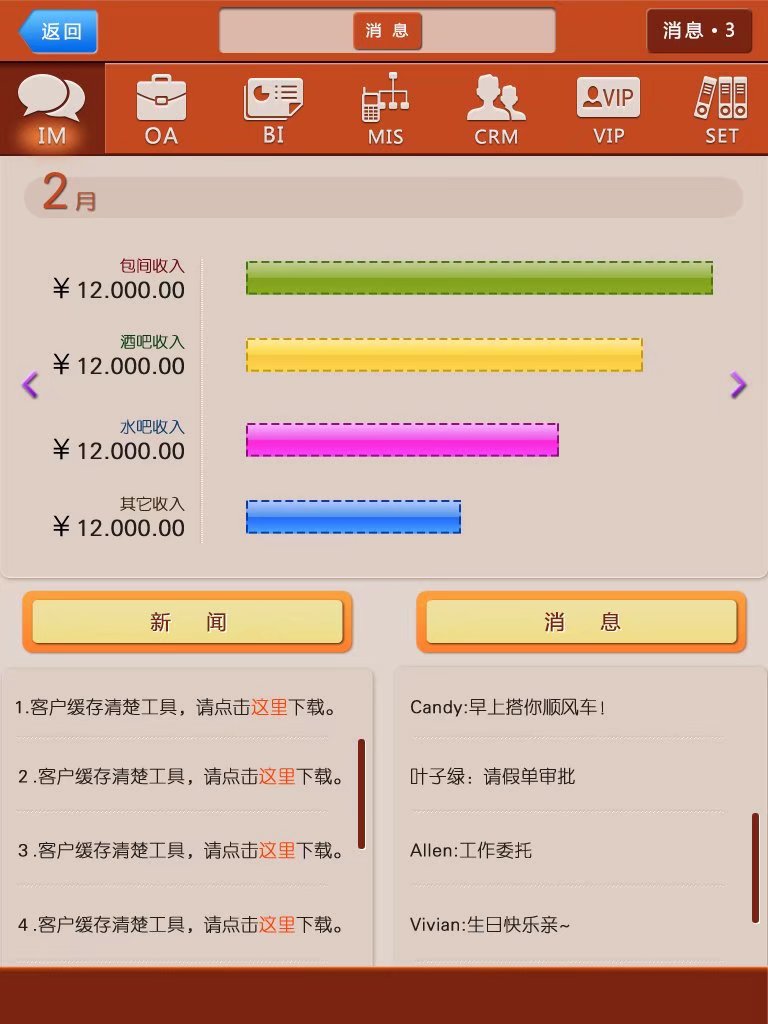 返回
消 息
消息·3
IM
OA
BI
MIS
CRM
VIP
VIP
SET
2月
包间收入
￥12.000.00
酒吧收入
￥12.000.00
水吧收入
￥12.000.00
其它收入
￥12.000.00
新 闻
消 息
1.客户缓存清楚工具，请点击这里下载。
2 .客户缓存清楚工具，请点击这里下载。
3 .客户缓存清楚工具，请点击这里下载。
4 .客户缓存清楚工具，请点击这里下载。
Candy:早上搭你顺风车！
叶子绿：请假单审批
Allen:工作委托
Vivian:生日快乐亲~